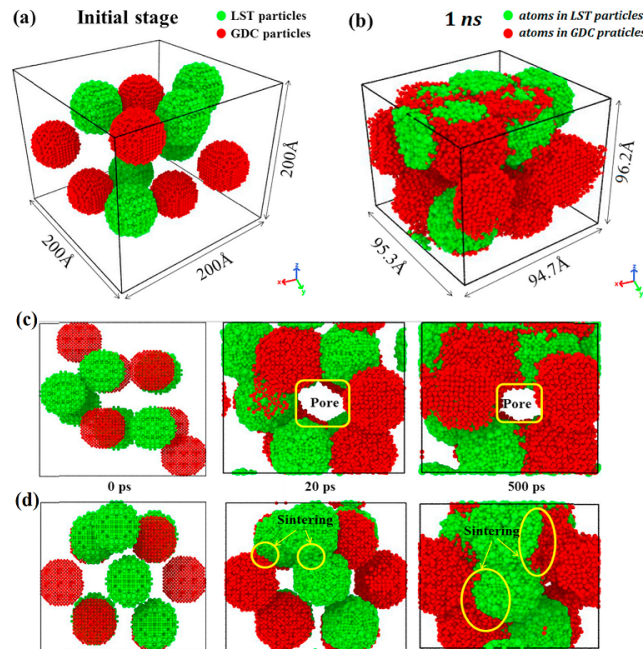 (a)
Initial stage
LST particles
GDC particles
200Å
200Å
200Å
x
z
y
(b)
1 ns
atoms in LST particles
atoms in GDC praticles
96.2Å
95.3Å
94.7Å
x
z
y
(c)
Pore
Pore
0 ps
20 ps
500 ps
(d)
Sintering
Sintering